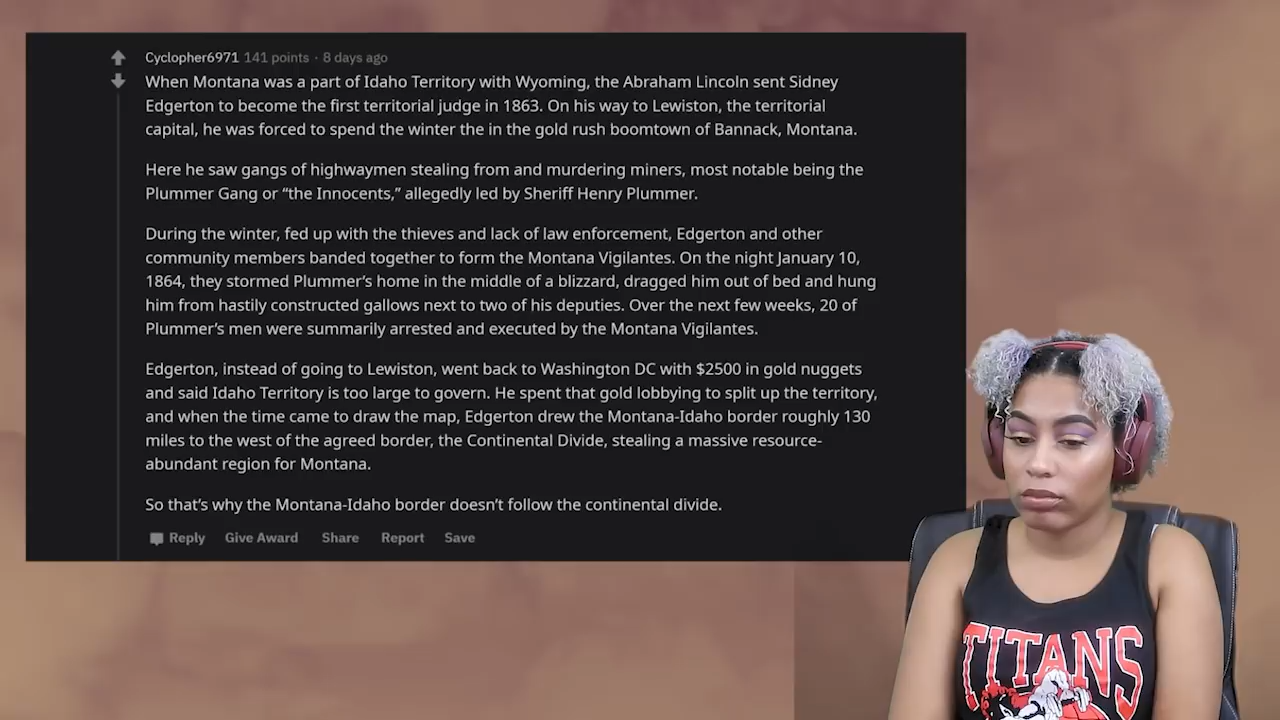 Cyclopher6971 141 points · 8 days ago
When Montana was a part of Idaho Territory with Wyoming, the Abraham Lincoln sent Sidney
Edgerton to become the first territorial judge in 1863. On his way to Lewiston, the territorial
capital, he was forced to spend the winter the in the gold rush boomtown of Bannack, Montana.
Here he saw gangs of highwaymen stealing from and murdering miners, most notable being the
Plummer Gang or “the Innocents,” allegedly led by Sheriff Henry Plummer.
During the winter, fed up with the thieves and lack of law enforcement, Edgerton and other
community members banded together to form the Montana Vigilantes. On the night January 10,
1864, they stormed Plummer’s home in the middle of a blizzard, dragged him out of bed and hung
him from hastily constructed gallows next to two of his deputies. Over the next few weeks, 20 of
Plummer’s men were summarily arrested and executed by the Montana Vigilantes.
Edgerton, instead of going to Lewiston, went back to Washington DC with $2500 in gold nuggets
and said Idaho Territory is too large to govern. He spent that gold lobbying to split up the territory,
and when the time came to draw the map, Edgerton drew the Montana-Idaho border roughly 130
miles to the west of the agreed border, the Continental Divide, stealing a massive resource-
abundant region for Montana.
So that’s why the Montana-Idaho border doesn’t follow the continental divide.
Reply Give Award Share Report Save
TITANS